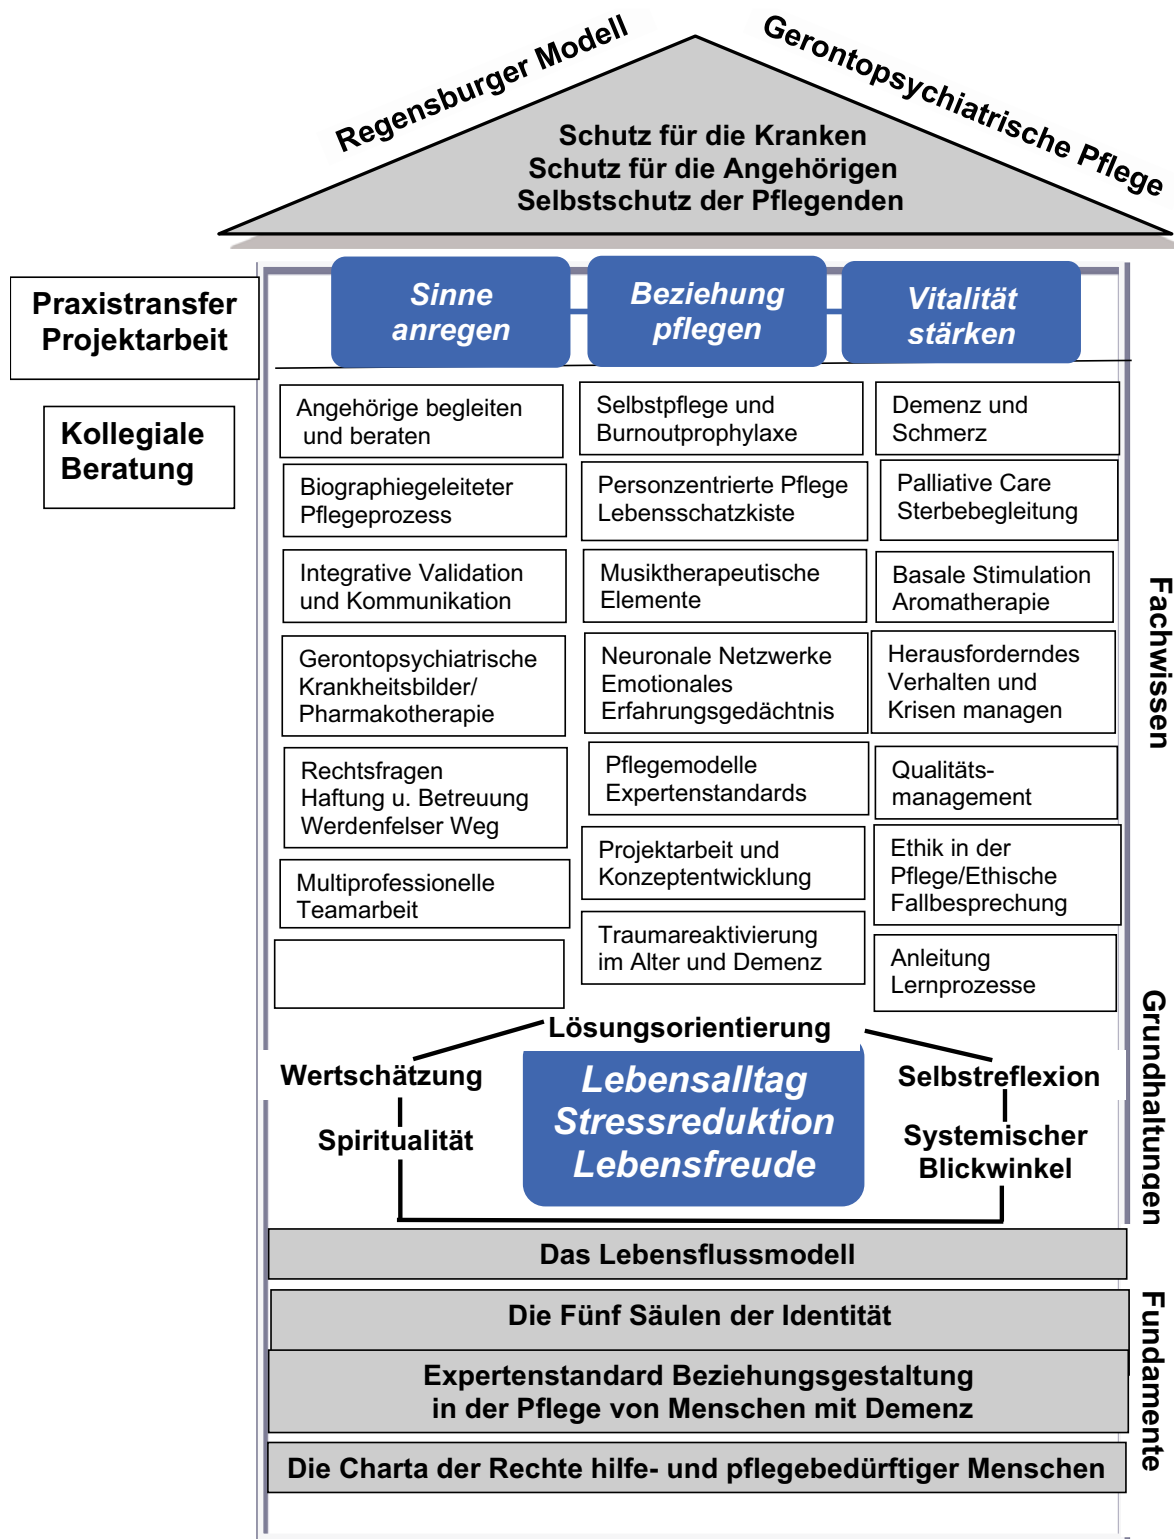 Regensburger Modell
Gerontopsychiatrische Pflege
Schutz für die Kranken
Schutz für die Angehörigen
Selbstschutz der Pflegenden
Praxistransfer
Projektarbeit
Kollegiale
Beratung
Sinne
anregen
Beziehung
pflegen
Vitalität
stärken
Angehörige begleiten
und beraten
Biographiegeleiteter
Pflegeprozess
Integrative Validation
und Kommunikation
Gerontopsychiatrische
Krankheitsbilder/
Pharmakotherapie
Rechtsfragen
Haftung u. Betreuung
Werdenfelser Weg
Multiprofessionelle
Teamarbeit
Selbstpflege und
Burnoutprophylaxe
Personzentrierte Pflege
Lebensschatzkiste
Musiktherapeutische
Elemente
Neuronale Netzwerke
Emotionales
Erfahrungsgedächtnis
Pflegemodelle
Expertenstandards
Projektarbeit und
Konzeptentwicklung
Traumareaktivierung
im Alter und Demenz
Demenz und
Schmerz
Palliative Care
Sterbebegleitung
Basale Stimulation
Aromatherapie
Herausforderndes
Verhalten und
Krisen managen
Qualitäts-
management
Ethik in der
Pflege/Ethische
Fallbesprechung
Anleitung
Lernprozesse
Fachwissen
Lösungsorientierung
Wertschätzung
Spiritualität
Lebensalltag
Stressreduktion
Lebensfreude
Selbstreflexion
Systemischer
Blickwinkel
Grundhaltungen
Das Lebensflussmodell
Die Fünf Säulen der Identität
Expertenstandard Beziehungsgestaltung
in der Pflege von Menschen mit Demenz
Die Charta der Rechte hilfe- und pflegebedürftiger Menschen
Fundamente